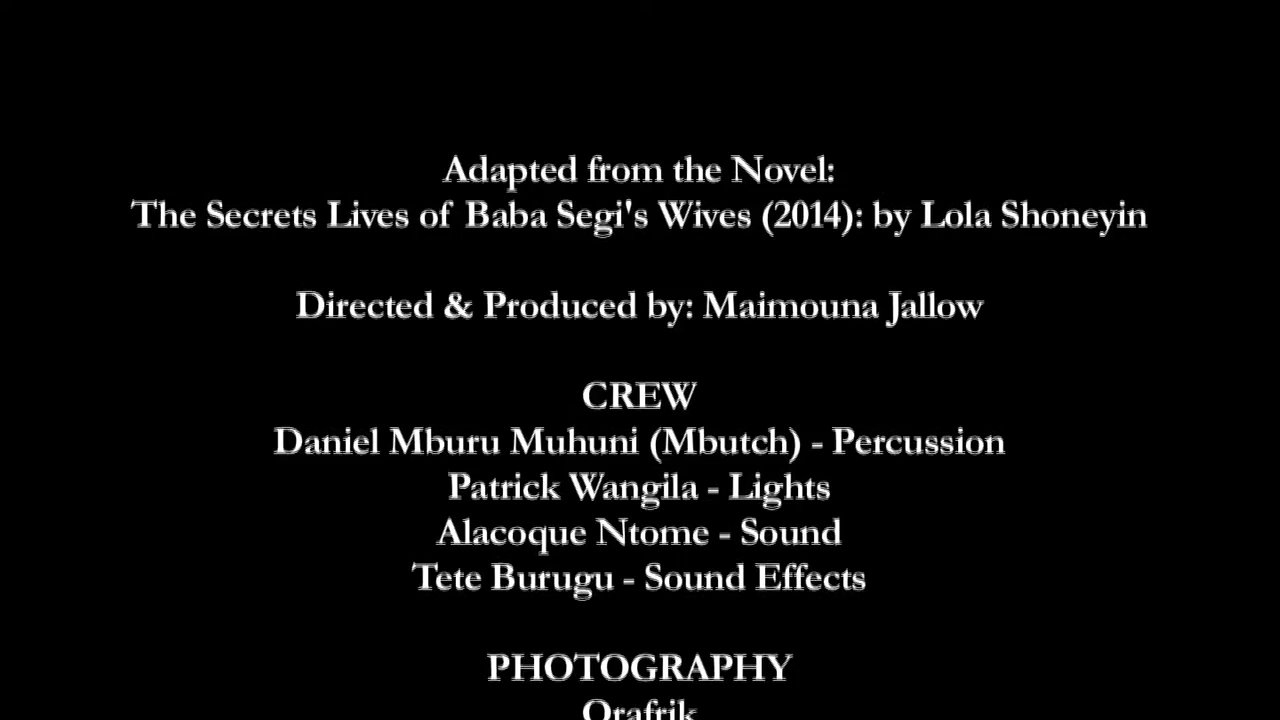 Adapted from the Novel:
The Secrets Lives of Baba Segi's Wives (2014): by Lola Shoneyin
Directed & Produced by: Maimouna Jallow
CREW
Daniel Mburu Muhuni (Mbutch) - Percussion
Patrick Wangila - Lights
Alacoque Ntome - Sound
Tete Burugu - Sound Effects
PHOTOGRAPHY
Orafrik